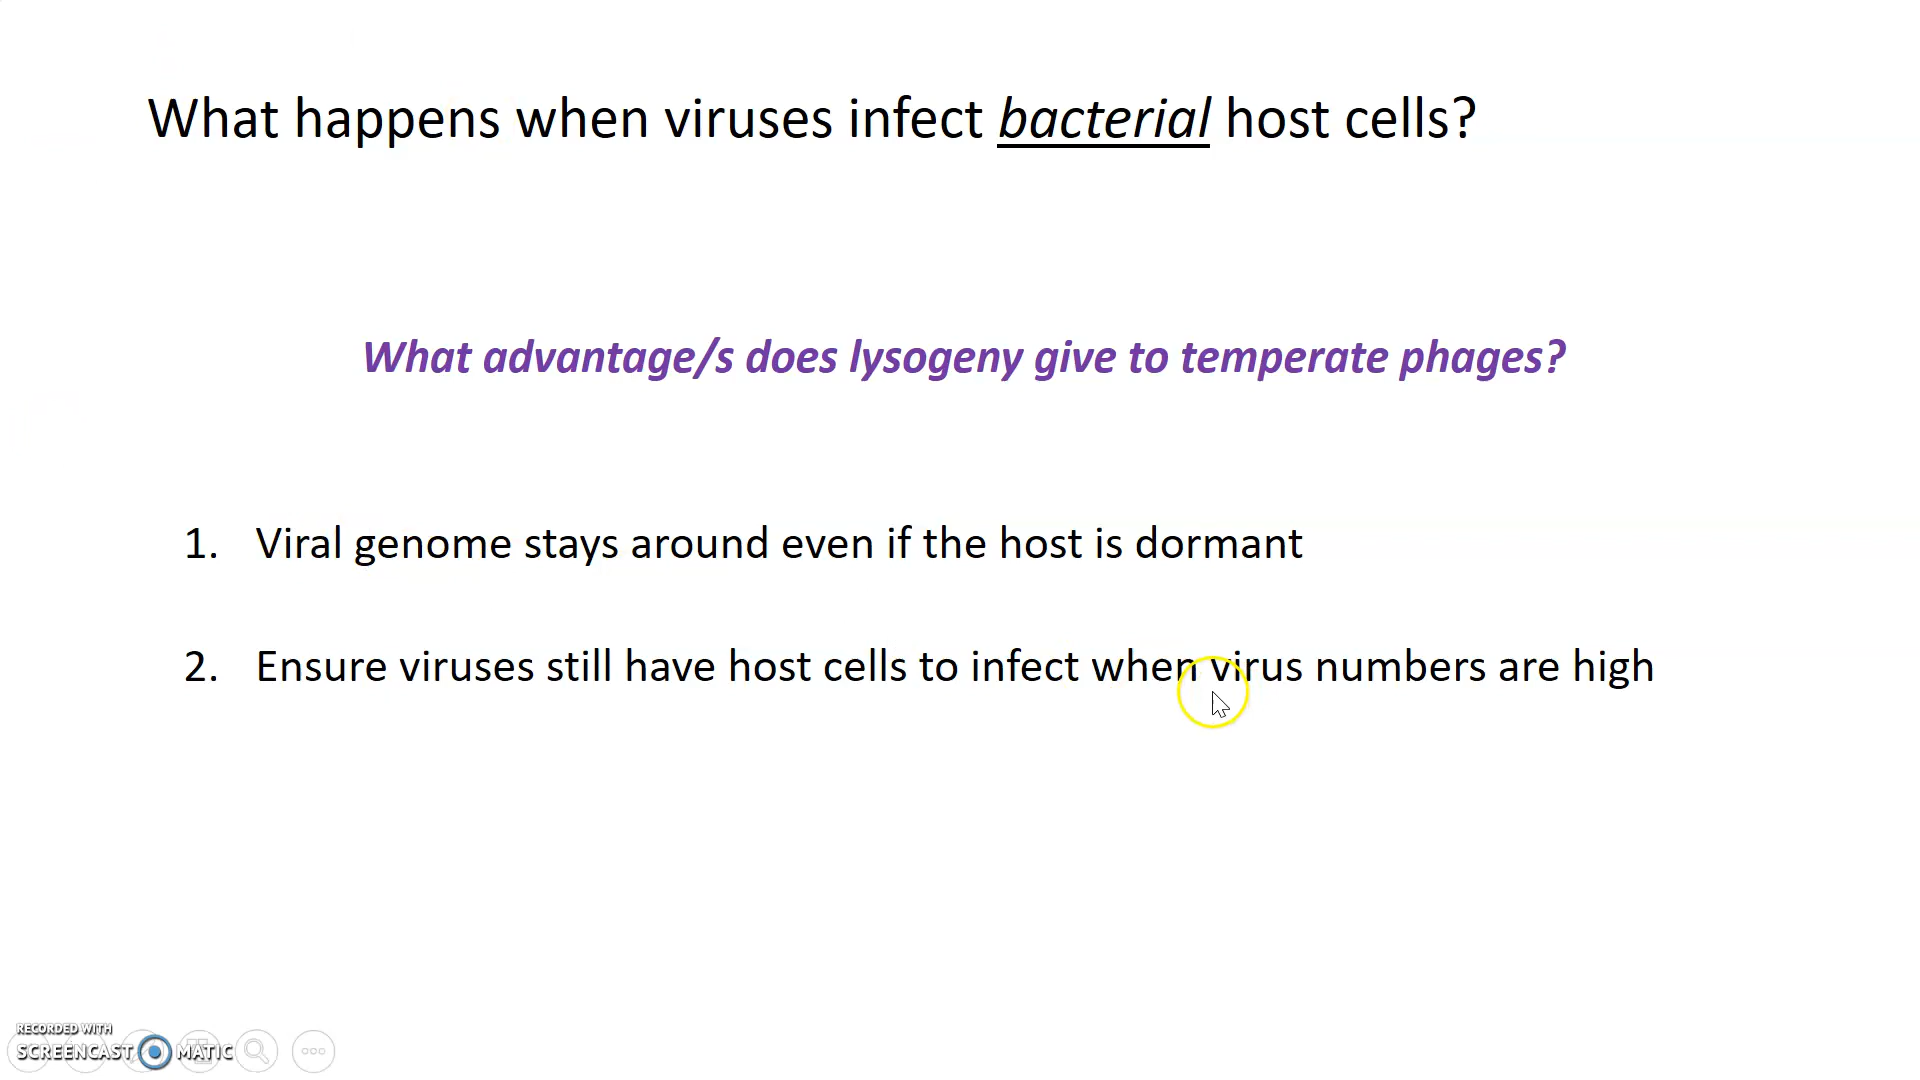 What happens when viruses infect bacterial host cells?
What advantage/s does lysogeny give to temperate phages?
1. Viral genome stays around even if the host is dormant
2. Ensure viruses still have host cells to infect when virus numbers are high
RECORDED WITH
SCREENCAST MATIC